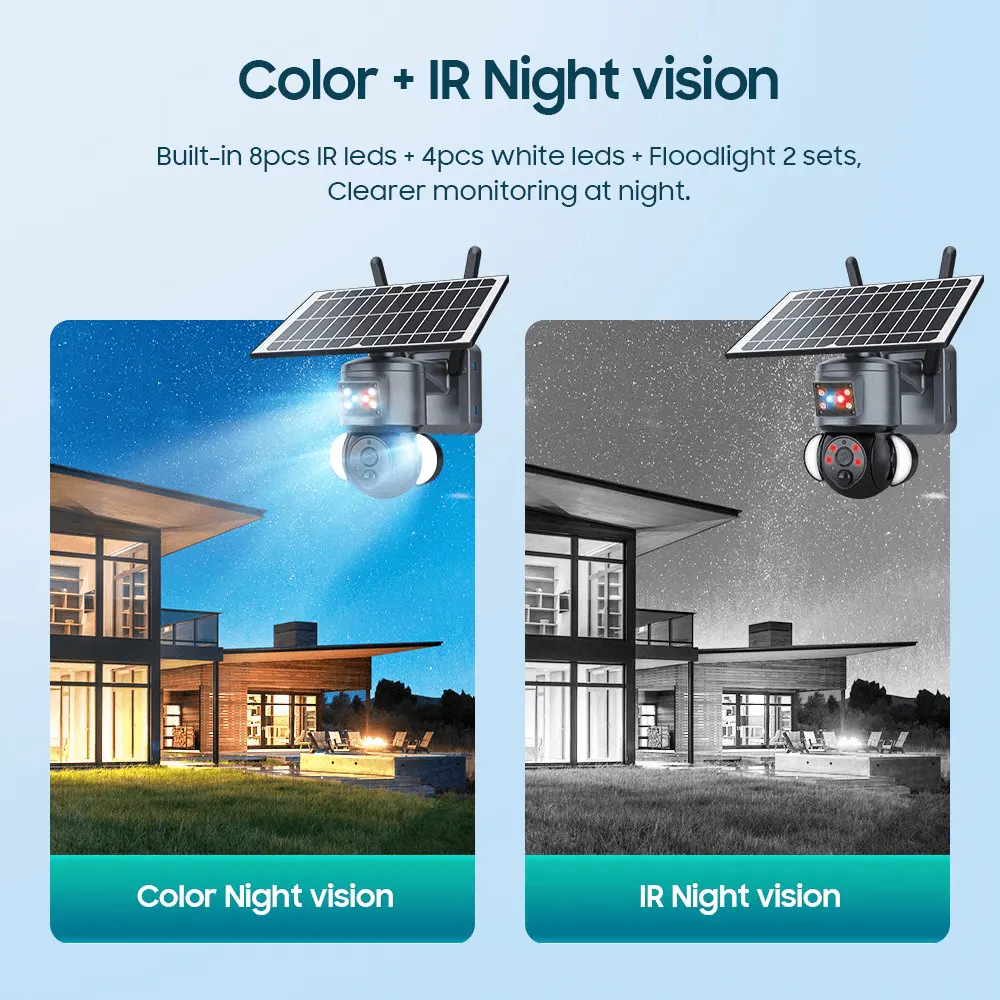 Color + IR Night vision
Built-in 8pcs IR leds + 4pcs white leds + Floodlight 2 sets,
Clearer monitoring at night.
Color Night vision
IR Night vision